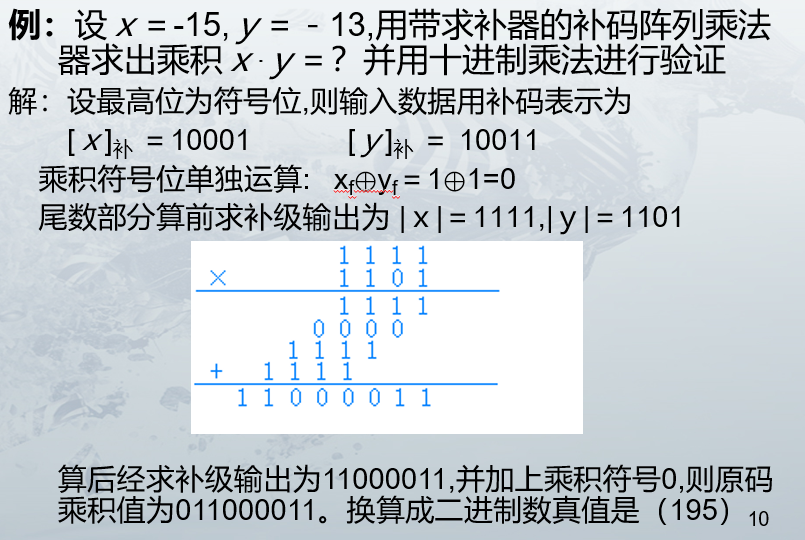 例：设 x = -15, y = － 13,用带求补器的补码阵列乘法
器求出乘积 x · y =？并用十进制乘法进行验证
解：设最高位为符号位,则输入数据用补码表示为
[ x ]补 = 10001 [ y ]补 = 10011
乘积符号位单独运算： xf⊕yf = 1⊕1=0
尾数部分算前求补级输出为 | x | = 1111,| y | = 1101
1 1 1 1
× 1 1 0 1
1 1 1 1
0 0 0 0
1 1 1 1
+ 1 1 1 1
1 1 0 0 0 0 1 1
算后经求补级输出为11000011,并加上乘积符号0,则原码
乘积值为011000011。换算成二进制数真值是（195）
10